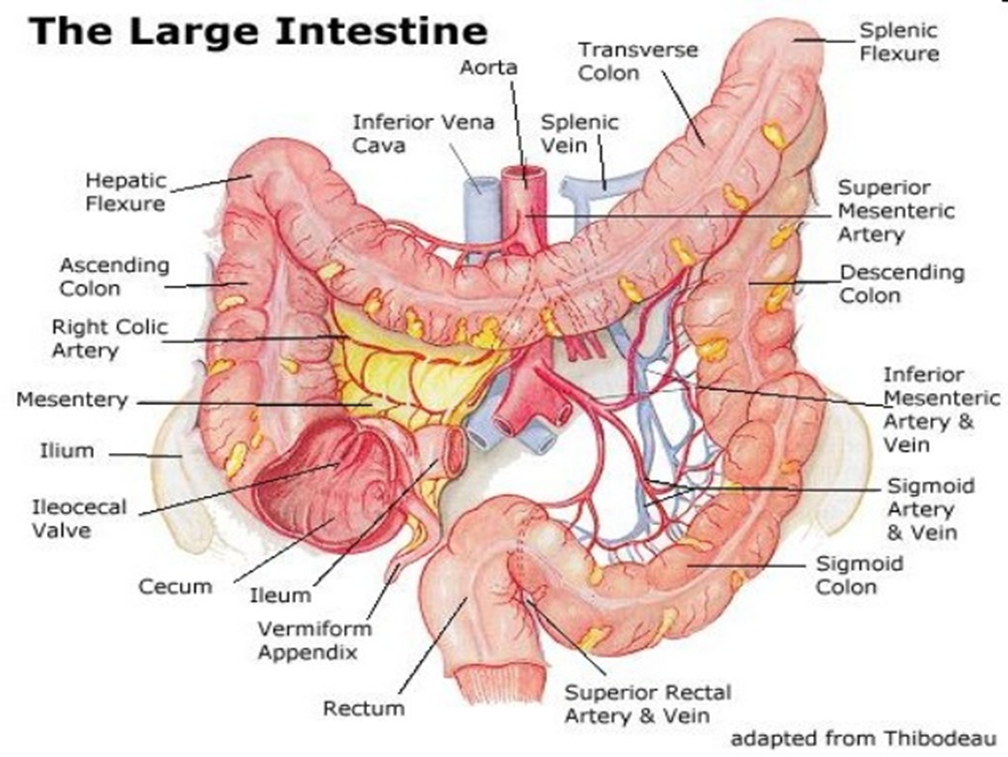 The Large Intestine
Aorta
Transverse
Colon
Splenic
Flexure
Inferior Vena
Cava
Splenic
Vein
Hepatic
Flexure
Superior
Mesenteric
Artery
Ascending
Colon
Descending
Colon
Right Colic
Artery
Mesentery
Inferior
Mesenteric
Artery &
Vein
Ilium
Ileocecal
Valve
Sigmoid
Artery
& Vein
Sigmoid
Colon
Cecum
Ileum
Vermiform
Appendix
Rectum
Superior Rectal
Artery & Vein
adapted from Thibodeau